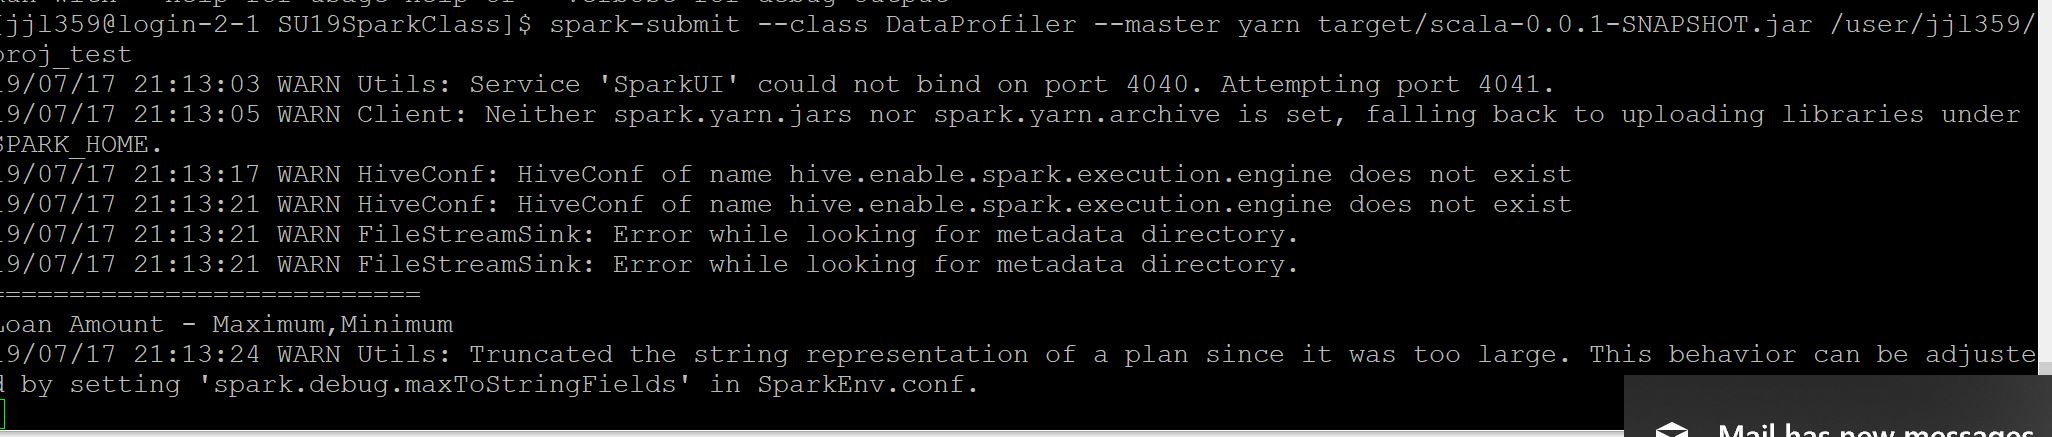 jjl359@login-2-1 SU19SparkClass]$ spark-submit --class DataProfiler --master yarn target/scala-0.0.1-SNAPSHOT.jar /user/jjl359/
proj_test
19/07/17 21:13:03 WARN Utils: Service 'SparkUI' could not bind on port 4040. Attempting port 4041.
19/07/17 21:13:05 WARN Client: Neither spark.yarn.jars nor spark.yarn.archive is set, falling back to uploading libraries under
SPARK_HOME.
19/07/17 21:13:17 WARN HiveConf: HiveConf of name hive.enable.spark.execution.engine does not exist
19/07/17 21:13:21 WARN HiveConf: HiveConf of name hive.enable.spark.execution.engine does not exist
19/07/17 21:13:21 WARN FileStreamSink: Error while looking for metadata directory.
19/07/17 21:13:21 WARN FileStreamSink: Error while looking for metadata directory.
===========================
Loan Amount - Maximum,Minimum
19/07/17 21:13:24 WARN Utils: Truncated the string representation of a plan since it was too large. This behavior can be adjuste
d by setting 'spark.debug.maxToStringFields' in SparkEnv.conf.
Mail has new messages